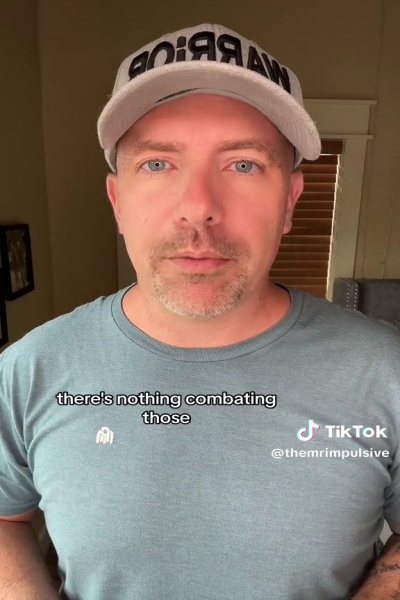 WARRiOR
there's nothing combating
those
TikTok
@themrimpulsive